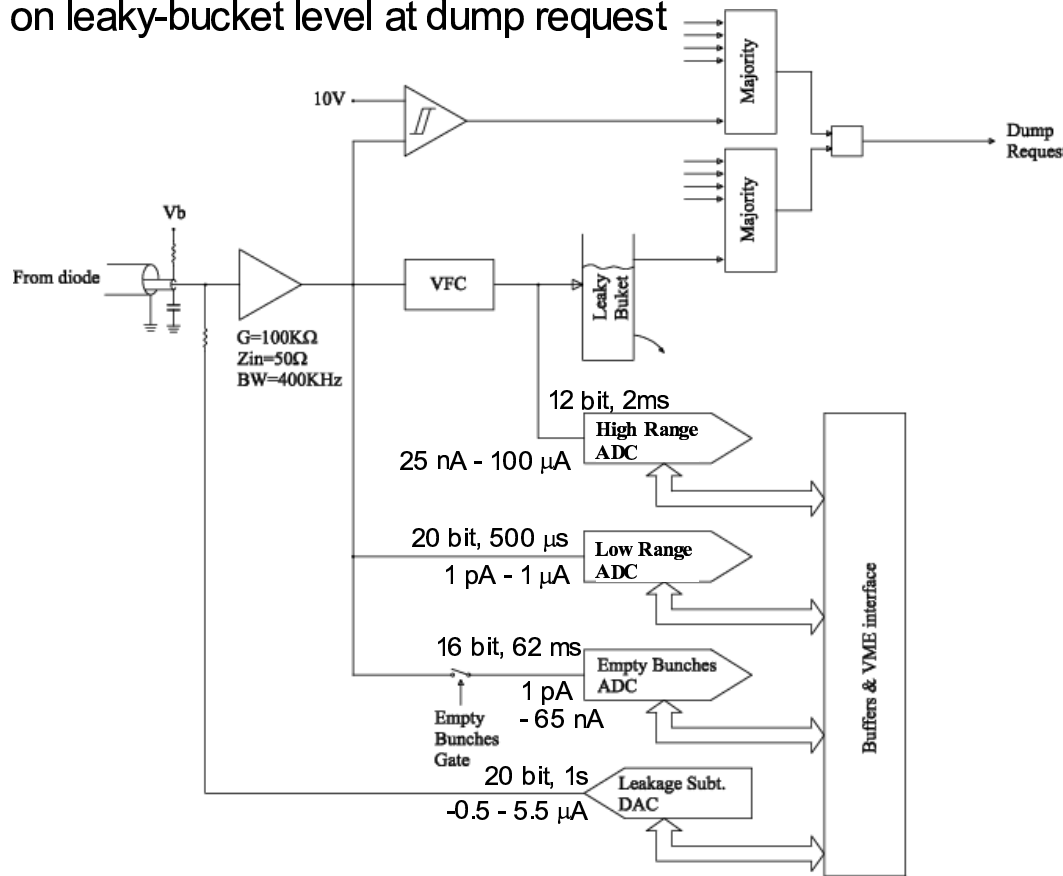 on leaky-bucket level at dump request
Majority
10V
Dump
Reques
Majority
Vb
From diode
VFC
Leaky
Buket
G=100KΩ
Zin=50Ω
BW=400KHz
12 bit, 2ms
High Range
ADC
25 nA - 100 μA
20 bit, 500 μs
Low Range
ADC
1 pA - 1 μA
16 bit, 62 ms
Empty Bunches
ADC
1 pA
- 65 nA
Empty
Bunches
Gate
20 bit, 1s
Leakage Subt.
DAC
-0.5 - 5.5 μA
Buffers & VME interface